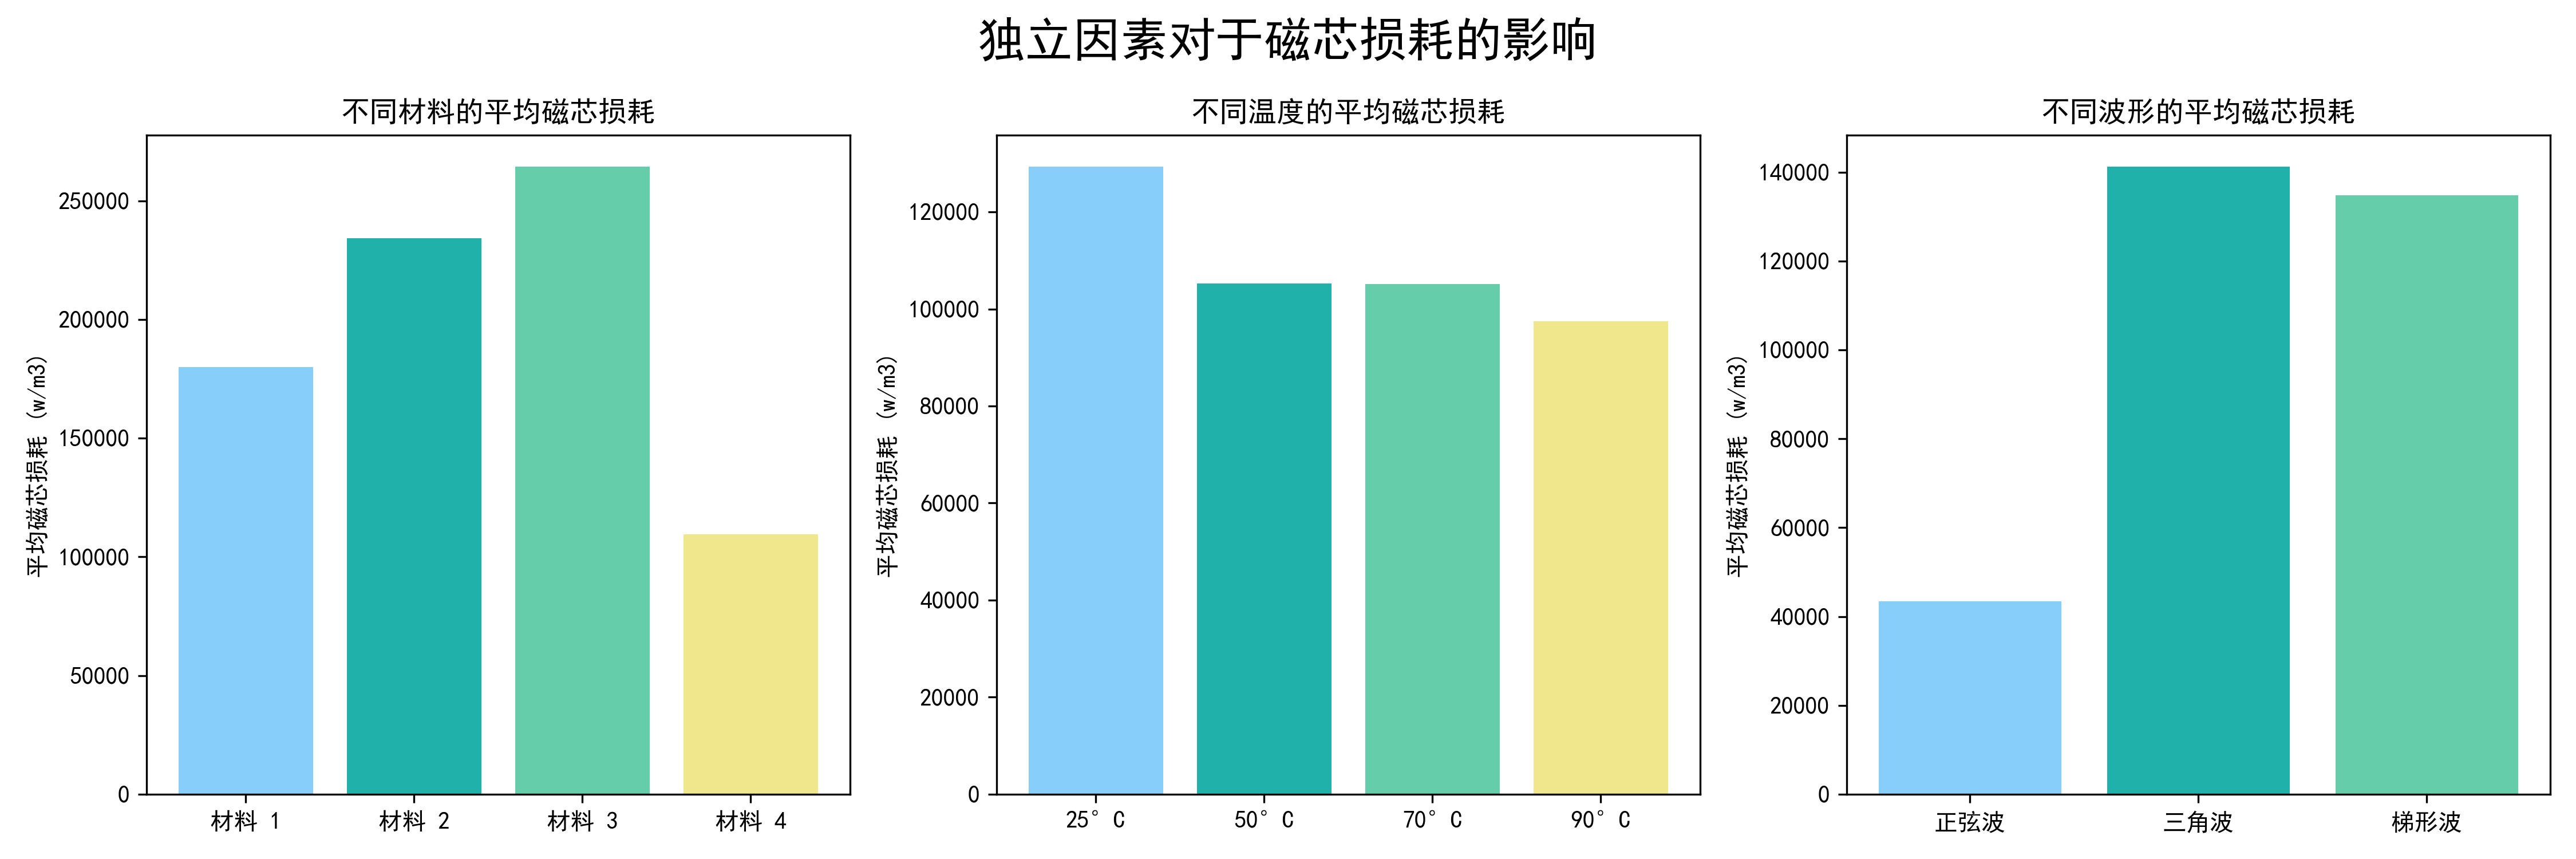 独立因素对于磁芯损耗的影响
不同材料的平均磁芯损耗
平均磁芯损耗 (w/m3)
250000
200000
150000
100000
50000
0
材料 1
材料 2
材料 3
材料 4
不同温度的平均磁芯损耗
平均磁芯损耗 (w/m3)
120000
100000
80000
60000
40000
20000
0
25°C
50°C
70°C
90°C
不同波形的平均磁芯损耗
平均磁芯损耗 (w/m3)
140000
120000
100000
80000
60000
40000
20000
0
正弦波
三角波
梯形波